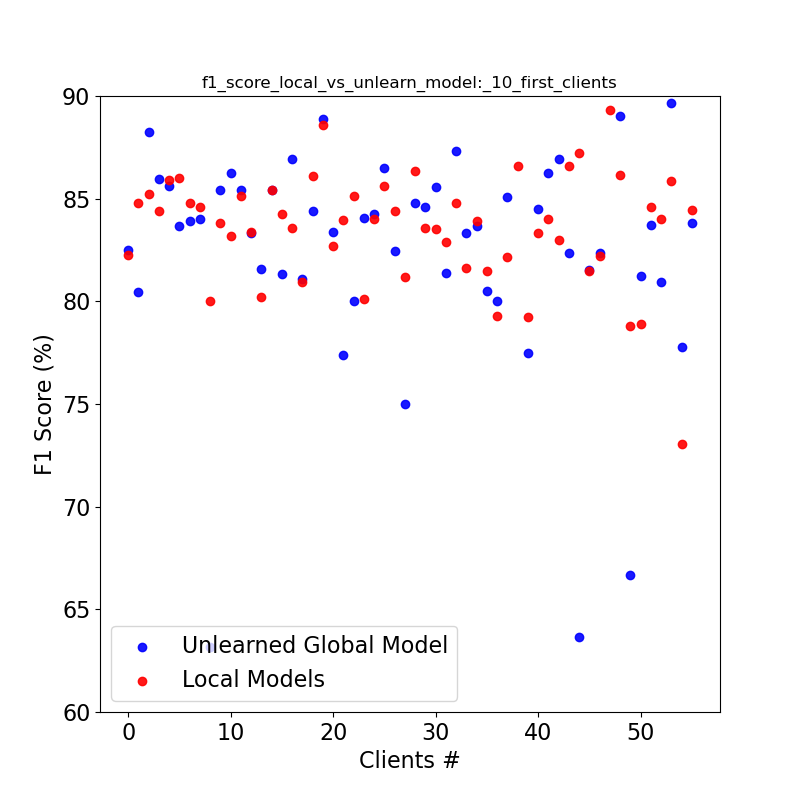 f1_score_local_vs_unlearn_model:_10_first_clients
90
85
80
75
70
65
60
F1 Score (%)
Unlearned Global Model
Local Models
0 10 20 30 40 50
Clients #